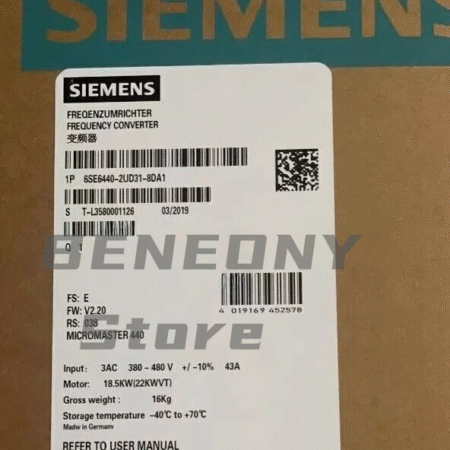 SIEMENS
SIEMENS
FREQENZUMRICHTER
FREQUENCY CONVERTER
变频器
1P 6SE6440-2UD31-8DA1
S T-L3580001126 03/2019
Q 1
BENEONY
Store
FS: E
FW: V2.20
RS: 038
MICROMASTER 440
4 019169 452578
Input: 3AC 380 - 480 V +/-10% 43A
Motor: 18.5KW(22KWVT)
Gross weight: 16Kg
Storage temperature -40℃ to +70℃
Made in Germany
REFER TO USER MANUAL